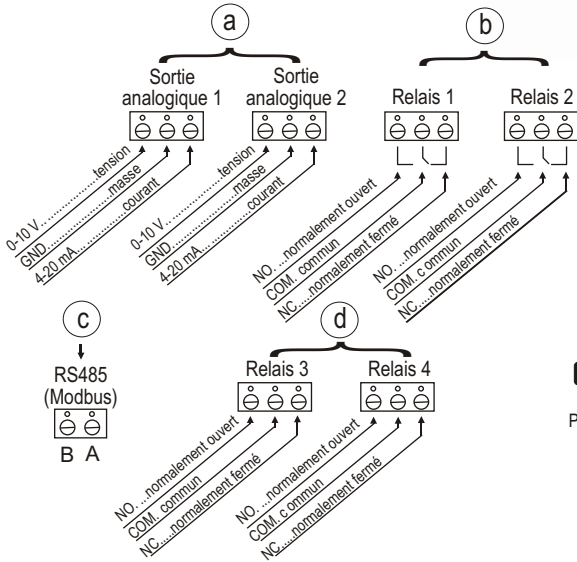 a
Sortie analogique 1
Sortie analogique 2
0-10 V..................tension
GND.................masse
4-20 mA..............courant
0-10 V..................tension
GND.................masse
4-20 mA..............courant
b
Relais 1
Relais 2
NO. ...normalement ouvert
COM. commun
NC.....normalement fermé
NO. ...normalement ouvert
COM. c ommun
NC.....normalement fermé
c
RS485
(Modbus)
B A
d
Relais 3
Relais 4
NO. ...normalement ouvert
COM. commun
NC.....normalement fermé
NO. ...normalement ouvert
COM. c ommun
NC.....normalement fermé
P